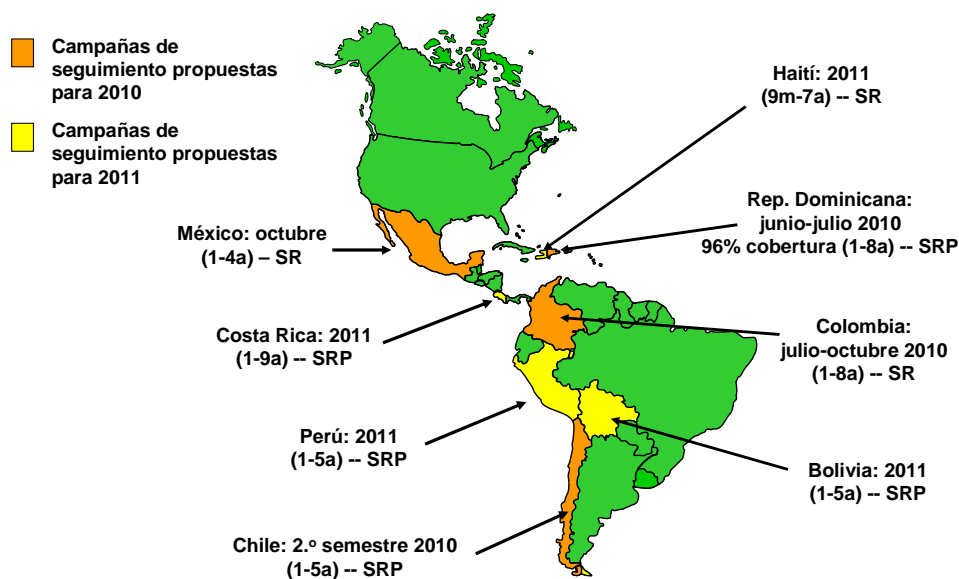 Campañas de
seguimiento propuestas
para 2010
Campañas de
seguimiento propuestas
para 2011
Haití: 2011
(9m-7a) -- SR
Rep. Dominicana:
junio-julio 2010
96% cobertura (1-8a) -- SRP
México: octubre
(1-4a) – SR
Costa Rica: 2011
(1-9a) -- SRP
Colombia:
julio-octubre 2010
(1-8a) -- SR
Perú: 2011
(1-5a) -- SRP
Bolivia: 2011
(1-5a) -- SRP
Chile: 2.º semestre 2010
(1-5a) -- SRP